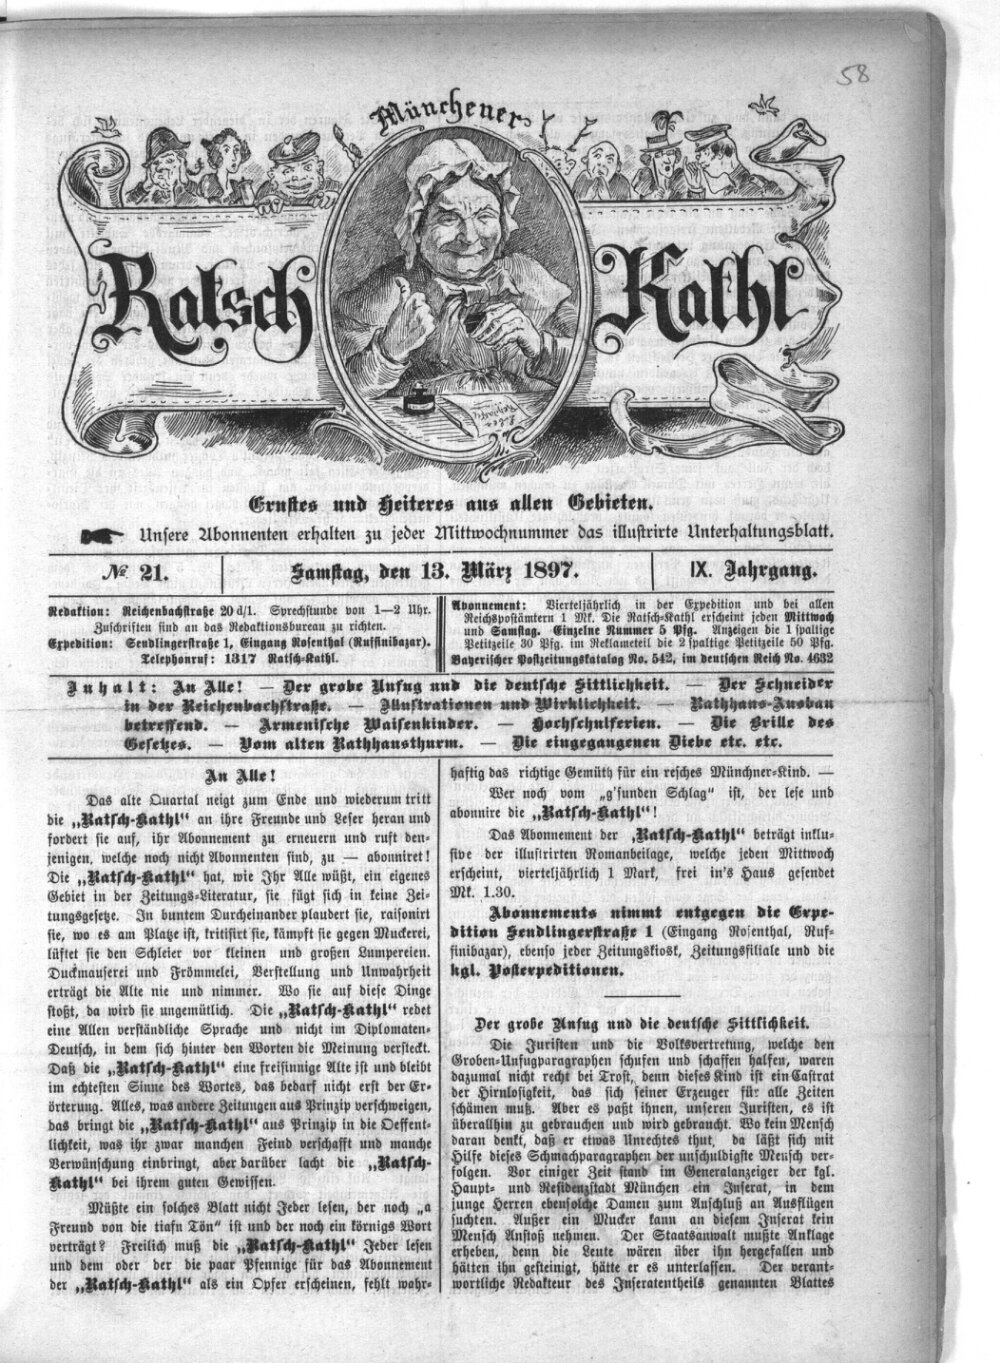 58
Münchener
Ratsch Kathl
Ernstes und Heiteres aus allen Gebieten.
Unsere Abonnenten erhalten zu jeder Mittwochnummer das illustrirte Unterhaltungsblatt.
№ 21.
Samstag, den 13. März 1897.
IX. Jahrgang.
Redaktion: Reichenbachstraße 20 d/1. Sprechstunde von 1—2 Uhr.
Zuschriften sind an das Redaktionsbureau zu richten.
Expedition: Sendlingerstraße 1, Eingang Rosenthal (Ruffinibazar).
Telephonruf: 1317 Ratsch-Kathl.
Abonnement: Vierteljährlich in der Expedition und bei allen
Reichspostämtern 1 Mk. Die Ratsch-Kathl erscheint jeden Mittwoch
und Samstag. Einzelne Nummer 5 Pfg. Anzeigen die 1 spaltige
Petitzeile 30 Pfg. im Reklameteil die 2 spaltige Petitzeile 50 Pfg.
Bayerischer Postzeitungskatalog No. 542, im deutschen Reich No. 4632
Inhalt: An Alle! — Der grobe Unfug und die deutsche Sittlichkeit. — Der Schneider
in der Reichenbachstraße. — Illustrationen und Wirklichkeit. — Rathhaus-Ausbau
betreffend. — Armenische Waisenkinder. — Hochschulferien. — Die Brille des
Gesetzes. — Vom alten Rathhausthurm. — Die eingegangenen Diebe etc. etc.
An Alle!
Das alte Quartal neigt zum Ende und wiederum tritt
die „Ratsch-Kathl“ an ihre Freunde und Leser heran und
fordert sie auf, ihr Abonnement zu erneuern und ruft den-
jenigen, welche noch nicht Abonnenten sind, zu — abonniret!
Die „Ratsch-Kathl“ hat, wie Ihr Alle wüßt, ein eigenes
Gebiet in der Zeitungs-Literatur, sie fügt sich in keine Zei-
tungsgesetze. In buntem Durcheinander plaudert sie, raisonirt
sie, wo es am Platze ist, kritisirt sie, kämpft sie gegen Muckerei,
lüftet sie den Schleier vor kleinen und großen Lumpereien.
Duckmauserei und Frömmelei, Verstellung und Unwahrheit
erträgt die Alte nie und nimmer. Wo sie auf diese Dinge
stoßt, da wird sie ungemütlich. Die „Ratsch-Kathl“ redet
eine Allen verständliche Sprache und nicht im Diplomaten-
Deutsch, in dem sich hinter den Worten die Meinung versteckt.
Daß die „Ratsch-Kathl“ eine freisinnige Alte ist und bleibt
im echtesten Sinne des Wortes, das bedarf nicht erst der Er-
örterung. Alles, was andere Zeitungen aus Prinzip verschweigen,
das bringt die „Ratsch-Kathl“ aus Prinzip in die Oeffent-
lichkeit, was ihr zwar manchen Feind verschafft und manche
Verwünschung einbringt, aber darüber lacht die „Ratsch-
Kathl“ bei ihrem guten Gewissen.
Müßte ein solches Blatt nicht Jeder lesen, der noch „a
Freund von die tiafn Tön“ ist und der noch ein körnigs Wort
verträgt? Freilich muß die „Ratsch-Kathl“ Jeder lesen
und dem oder der die paar Pfennige für das Abonnement
der „Ratsch-Kathl“ als ein Opfer erscheinen, fehlt wahr-
haftig das richtige Gemüth für ein resches Münchner-Kind. —
Wer noch vom „g'sunden Schlag“ ist, der lese und
abonnire die „Ratsch-Kathl“!
Das Abonnement der „Ratsch-Kathl“ beträgt inklu-
sive der illustrirten Romanbeilage, welche jeden Mittwoch
erscheint, vierteljährlich 1 Mark, frei in's Haus gesendet
Mk. 1.30.
Abonnements nimmt entgegen die Expe-
dition Sendlingerstraße 1 (Eingang Rosenthal, Ruf-
finibazar), ebenso jeder Zeitungskiosk, Zeitungsfiliale und die
kgl. Postexpeditionen.
Der grobe Unfug und die deutsche Sittlichkeit.
Die Juristen und die Volksvertretung, welche den
Groben-Unfugparagraphen schufen und schaffen halfen, waren
dazumal nicht recht bei Trost, denn dieses Kind ist ein Castrat
der Hirnlosigkeit, das sich seiner Erzeuger für alle Zeiten
schämen muß. Aber es paßt ihnen, unseren Juristen, es ist
überallhin zu gebrauchen und wird gebraucht. Wo kein Mensch
daran denkt, daß er etwas Unrechtes thut, da läßt sich mit
Hilfe dieses Schmachparagraphen der unschuldigste Mensch ver-
folgen. Vor einiger Zeit stand im Generalanzeiger der kgl.
Haupt- und Residenzstadt München ein Inserat, in dem
junge Herren ebensolche Damen zum Anschluß an Ausflügen
suchten. Außer ein Mucker kann an diesem Inserat kein
Mensch Anstoß nehmen. Der Staatsanwalt mußte Anklage
erheben, denn die Leute wären über ihn hergefallen und
hätten ihn gesteinigt, hätte er es unterlassen. Der verant-
wortliche Redakteur des Inseratentheils genannten Blattes